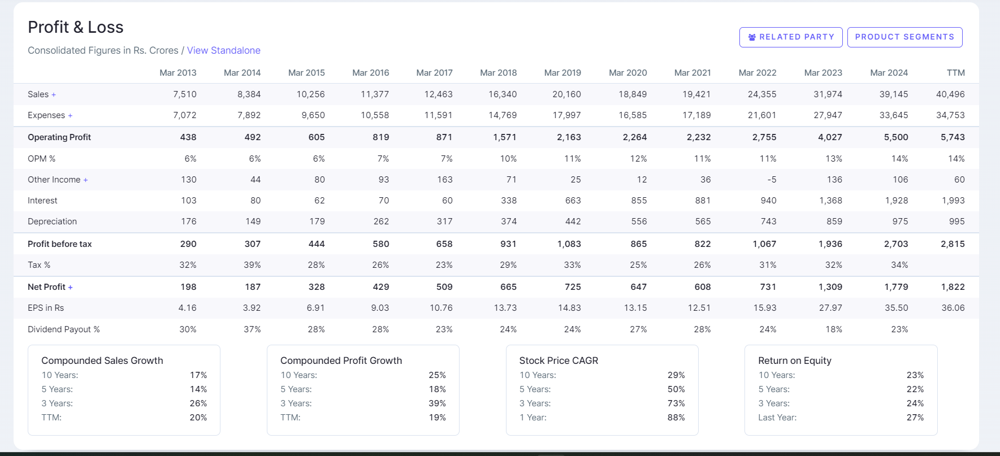 Profit & Loss
RELATED PARTY PRODUCT SEGMENTS
Consolidated Figures in Rs. Crores / View Standalone
Mar 2013 Mar 2014 Mar 2015 Mar 2016 Mar 2017 Mar 2018 Mar 2019 Mar 2020 Mar 2021 Mar 2022 Mar 2023 Mar 2024 TTM
Sales + 7,510 8,384 10,256 11,377 12,463 16,340 20,160 18,849 19,421 24,355 31,974 39,145 40,496
Expenses + 7,072 7,892 9,650 10,558 11,591 14,769 17,997 16,585 17,189 21,601 27,947 33,645 34,753
Operating Profit 438 492 605 819 871 1,571 2,163 2,264 2,232 2,755 4,027 5,500 5,743
OPM % 6% 6% 6% 7% 7% 10% 11% 12% 11% 11% 13% 14% 14%
Other Income + 130 44 80 93 163 71 25 12 36 -5 136 106 60
Interest 103 80 62 70 60 338 663 855 881 940 1,368 1,928 1,993
Depreciation 176 149 179 262 317 374 442 556 565 743 859 975 995
Profit before tax 290 307 444 580 658 931 1,083 865 822 1,067 1,936 2,703 2,815
Tax % 32% 39% 28% 26% 23% 29% 33% 25% 26% 31% 32% 34%
Net Profit + 198 187 328 429 509 665 725 647 608 731 1,309 1,779 1,822
EPS in Rs 4.16 3.92 6.91 9.03 10.76 13.73 14.83 13.15 12.51 15.93 27.97 35.50 36.06
Dividend Payout % 30% 37% 28% 28% 23% 24% 24% 27% 28% 24% 18% 23%
Compounded Sales Growth
10 Years: 17%
5 Years: 14%
3 Years: 26%
TTM: 20%
Compounded Profit Growth
10 Years: 25%
5 Years: 18%
3 Years: 39%
TTM: 19%
Stock Price CAGR
10 Years: 29%
5 Years: 50%
3 Years: 73%
1 Year: 88%
Return on Equity
10 Years: 23%
5 Years: 22%
3 Years: 24%
Last Year: 27%